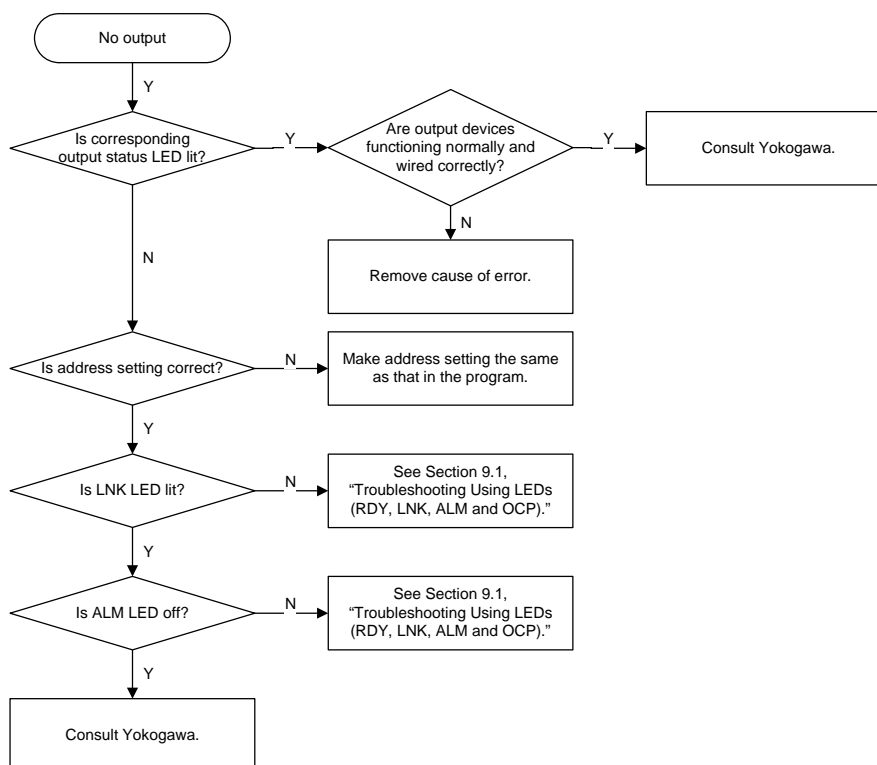 No output
Y
Is corresponding
output status LED lit?
Y
Are output devices
functioning normally and
wired correctly?
Y
Consult Yokogawa.
N
Remove cause of error.
N
Is address setting correct?
N
Make address setting the same
as that in the program.
Y
Is LNK LED lit?
N
See Section 9.1,
“Troubleshooting Using LEDs
(RDY, LNK, ALM and OCP).”
Y
Is ALM LED off?
N
See Section 9.1,
“Troubleshooting Using LEDs
(RDY, LNK, ALM and OCP).”
Y
Consult Yokogawa.